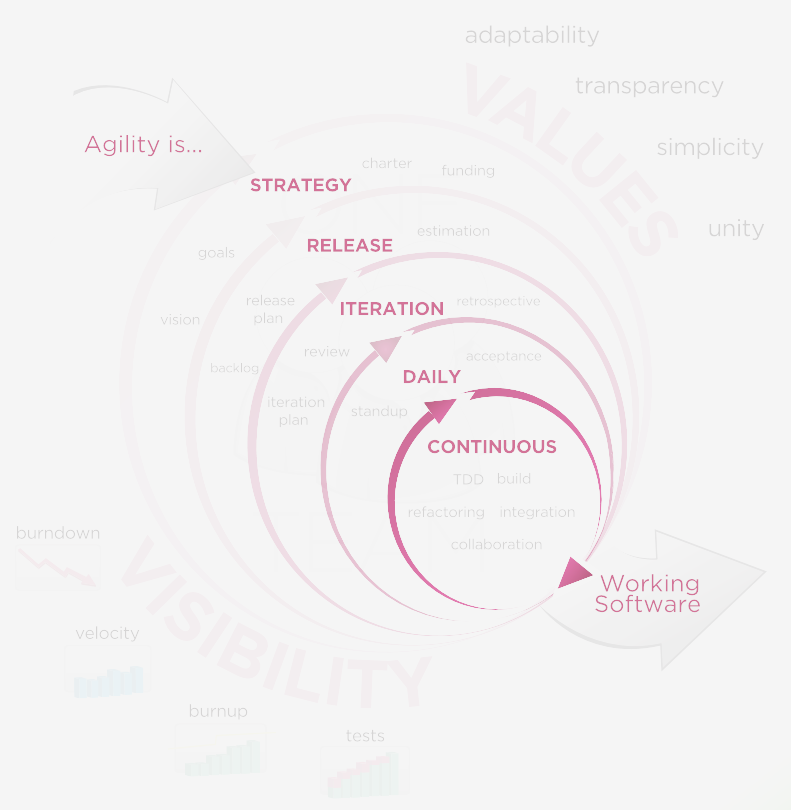 adaptability
transparency
simplicity
unity
VALUES
Agility is...
STRATEGY
charter
funding
goals
vision
RELEASE
estimation
release
plan
backlog
ITERATION
retrospective
review
iteration
plan
DAILY
acceptance
standup
CONTINUOUS
TDD build
refactoring integration
collaboration
Working
Software
VISIBILITY
burndown
velocity
burnup
tests